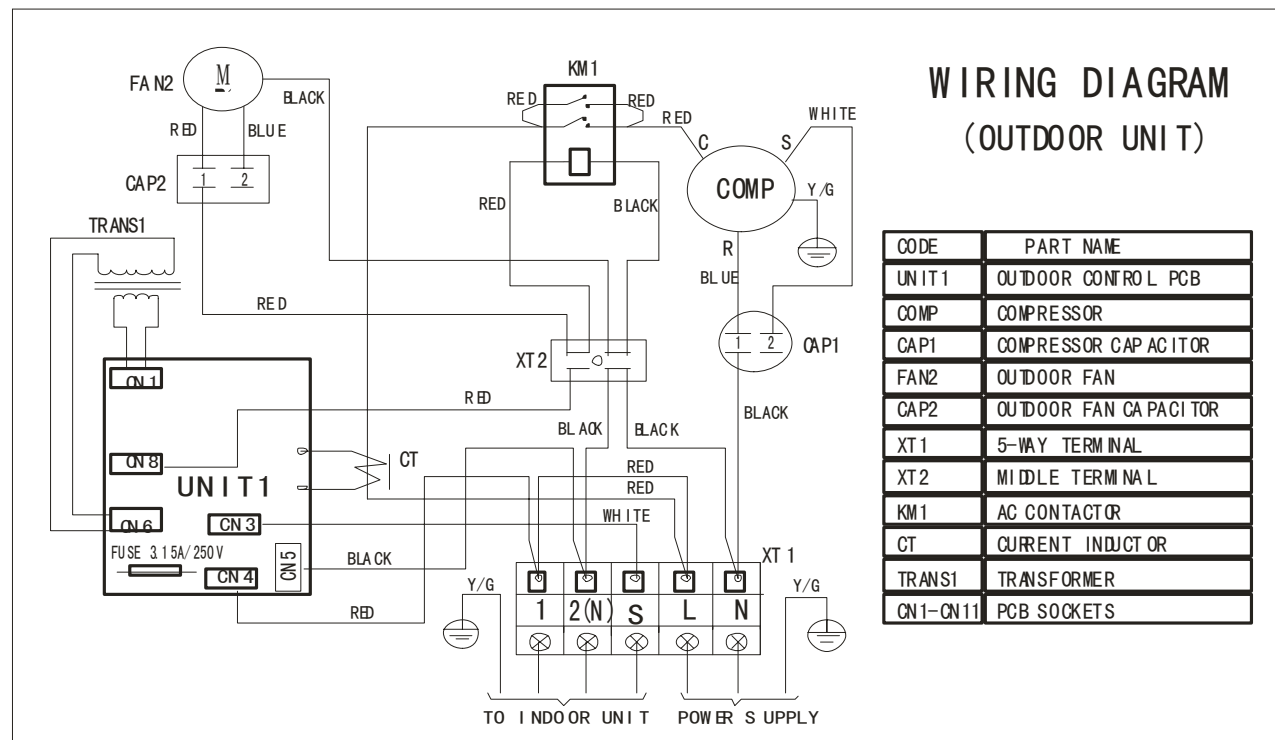 WIRING DIAGRAM
(OUTDOOR UNIT)
FAN2
M
BLACK
RED
BLUE
CAP2
1
2
TRANS1
KM1
RED
RED
RED
WHITE
C
S
COMP
Y/G
R
BLUE
RED
BLACK
RED
1
2
CAP1
XT2
BLACK
CN1
RED
BLACK
BLACK
CN8
CT
RED
RED
UNIT1
CN6
CN3
WHITE
FUSE 3.15A/250V
CN5
BLACK
CN4
RED
XT1
Y/G
Y/G
1
2(N)
S
L
N
TO INDOOR UNIT
POWER SUPPLY
CODE PART NAME
UNIT1 OUTDOOR CONTROL PCB
COMP COMPRESSOR
CAP1 COMPRESSOR CAPACITOR
FAN2 OUTDOOR FAN
CAP2 OUTDOOR FAN CAPACITOR
XT1 5-WAY TERMINAL
XT2 MIDDLE TERMINAL
KM1 AC CONTACTOR
CT CURRENT INDUCTOR
TRANS1 TRANSFORMER
CN1-CN11 PCB SOCKETS